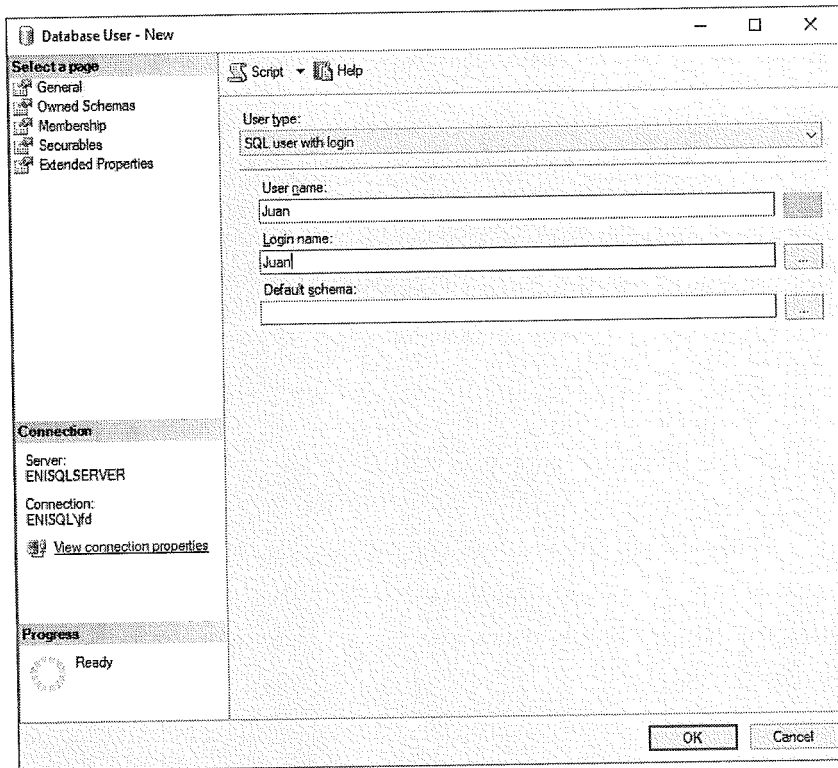 Database User - New
Select a page
General
Owned Schemas
Membership
Securables
Extended Properties
Script
Help
User type:
SQL user with login
User name:
Juan
Login name:
Juan
...
Default schema:
...
Connection
Server:
ENISQLSERVER
Connection:
ENISQL\jfd
View connection properties
Progress
Ready
OK
Cancel